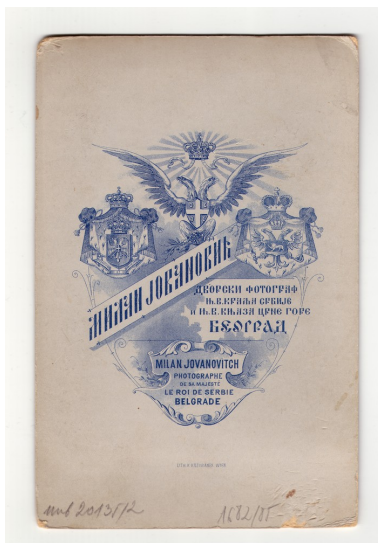 МИЛАН ЈОВАНОВИЋ
ДВОРСКИ ФОТОГРАФ
Њ.В.КРАЉА СРБИЈЕ
И Њ.В.КЊАЗА ЦРНЕ ГОРЕ
БЕОГРАД
MILAN JOVANOVITCH
PHOTOGRAPHE
DE SA MAJESTÉ
LE ROI DE SERBIE
BELGRADE